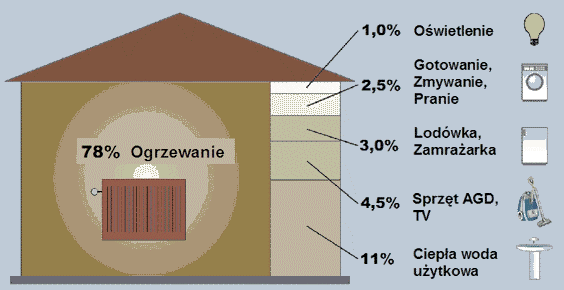 1,0% Oświetlenie
2,5% Gotowanie,
Zmywanie,
Pranie
78% Ogrzewanie
3,0% Lodówka,
Zamrażarka
4,5% Sprzęt AGD,
TV
11% Ciepła woda
użytkowa